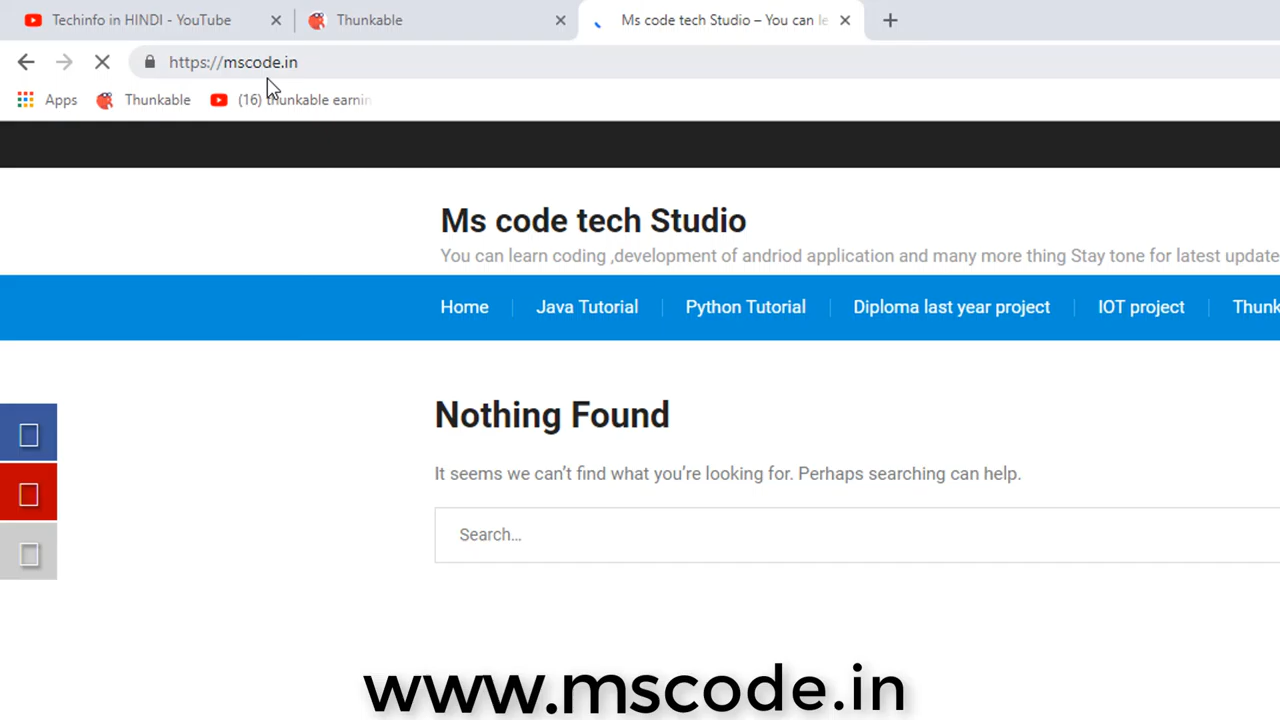 Techinfo in HINDI - YouTube
Thunkable
Ms code tech Studio – You can le
https://mscode.in
Apps
Thunkable
(16) thunkable earnin
Ms code tech Studio
You can learn coding ,development of andriod application and many more thing Stay tone for latest update
Home
Java Tutorial
Python Tutorial
Diploma last year project
IOT project
Thunk
Nothing Found
It seems we can’t find what you’re looking for. Perhaps searching can help.
Search...
www.mscode.in